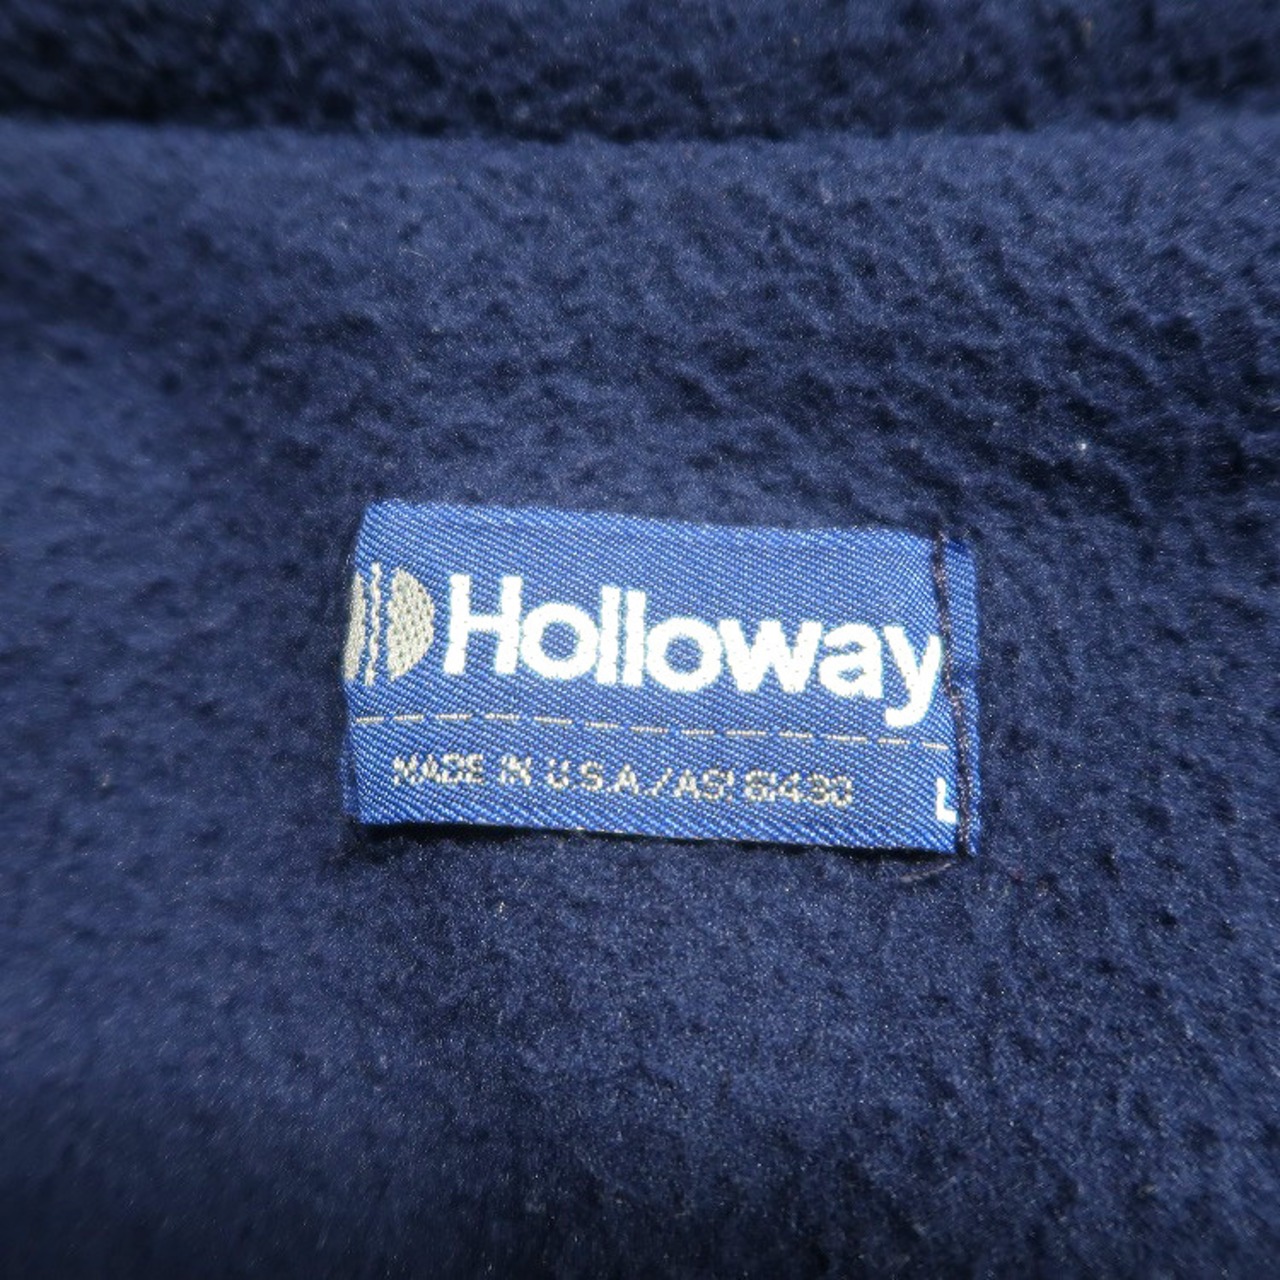 Holloway
MADE IN U.S.A./ASI 61430
L